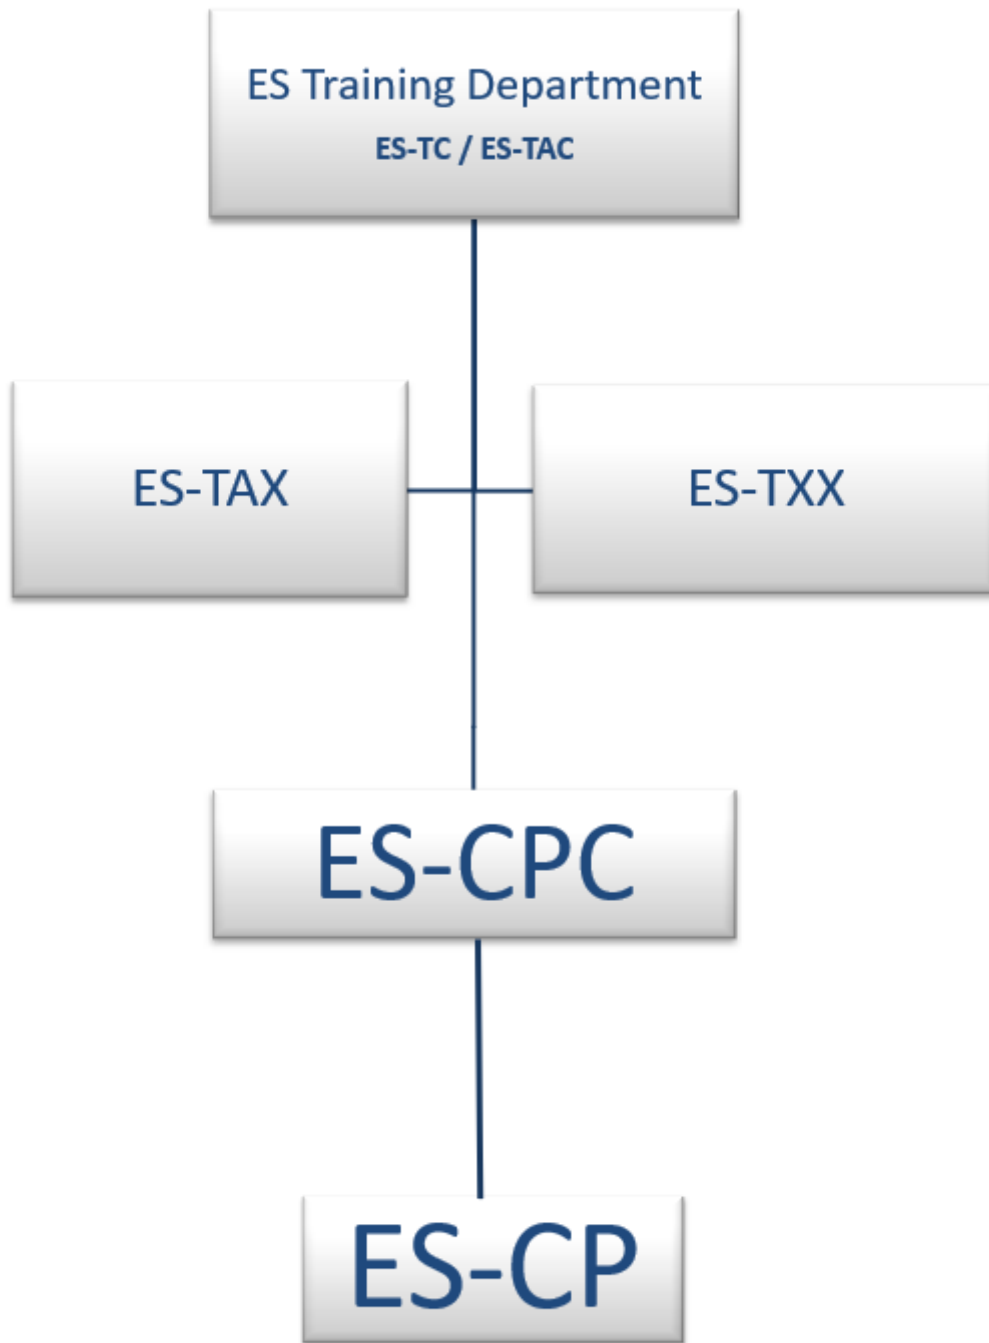 ES Training Department
ES-TC / ES-TAC
ES-TAX
ES-TXX
ES-CPC
ES-CP